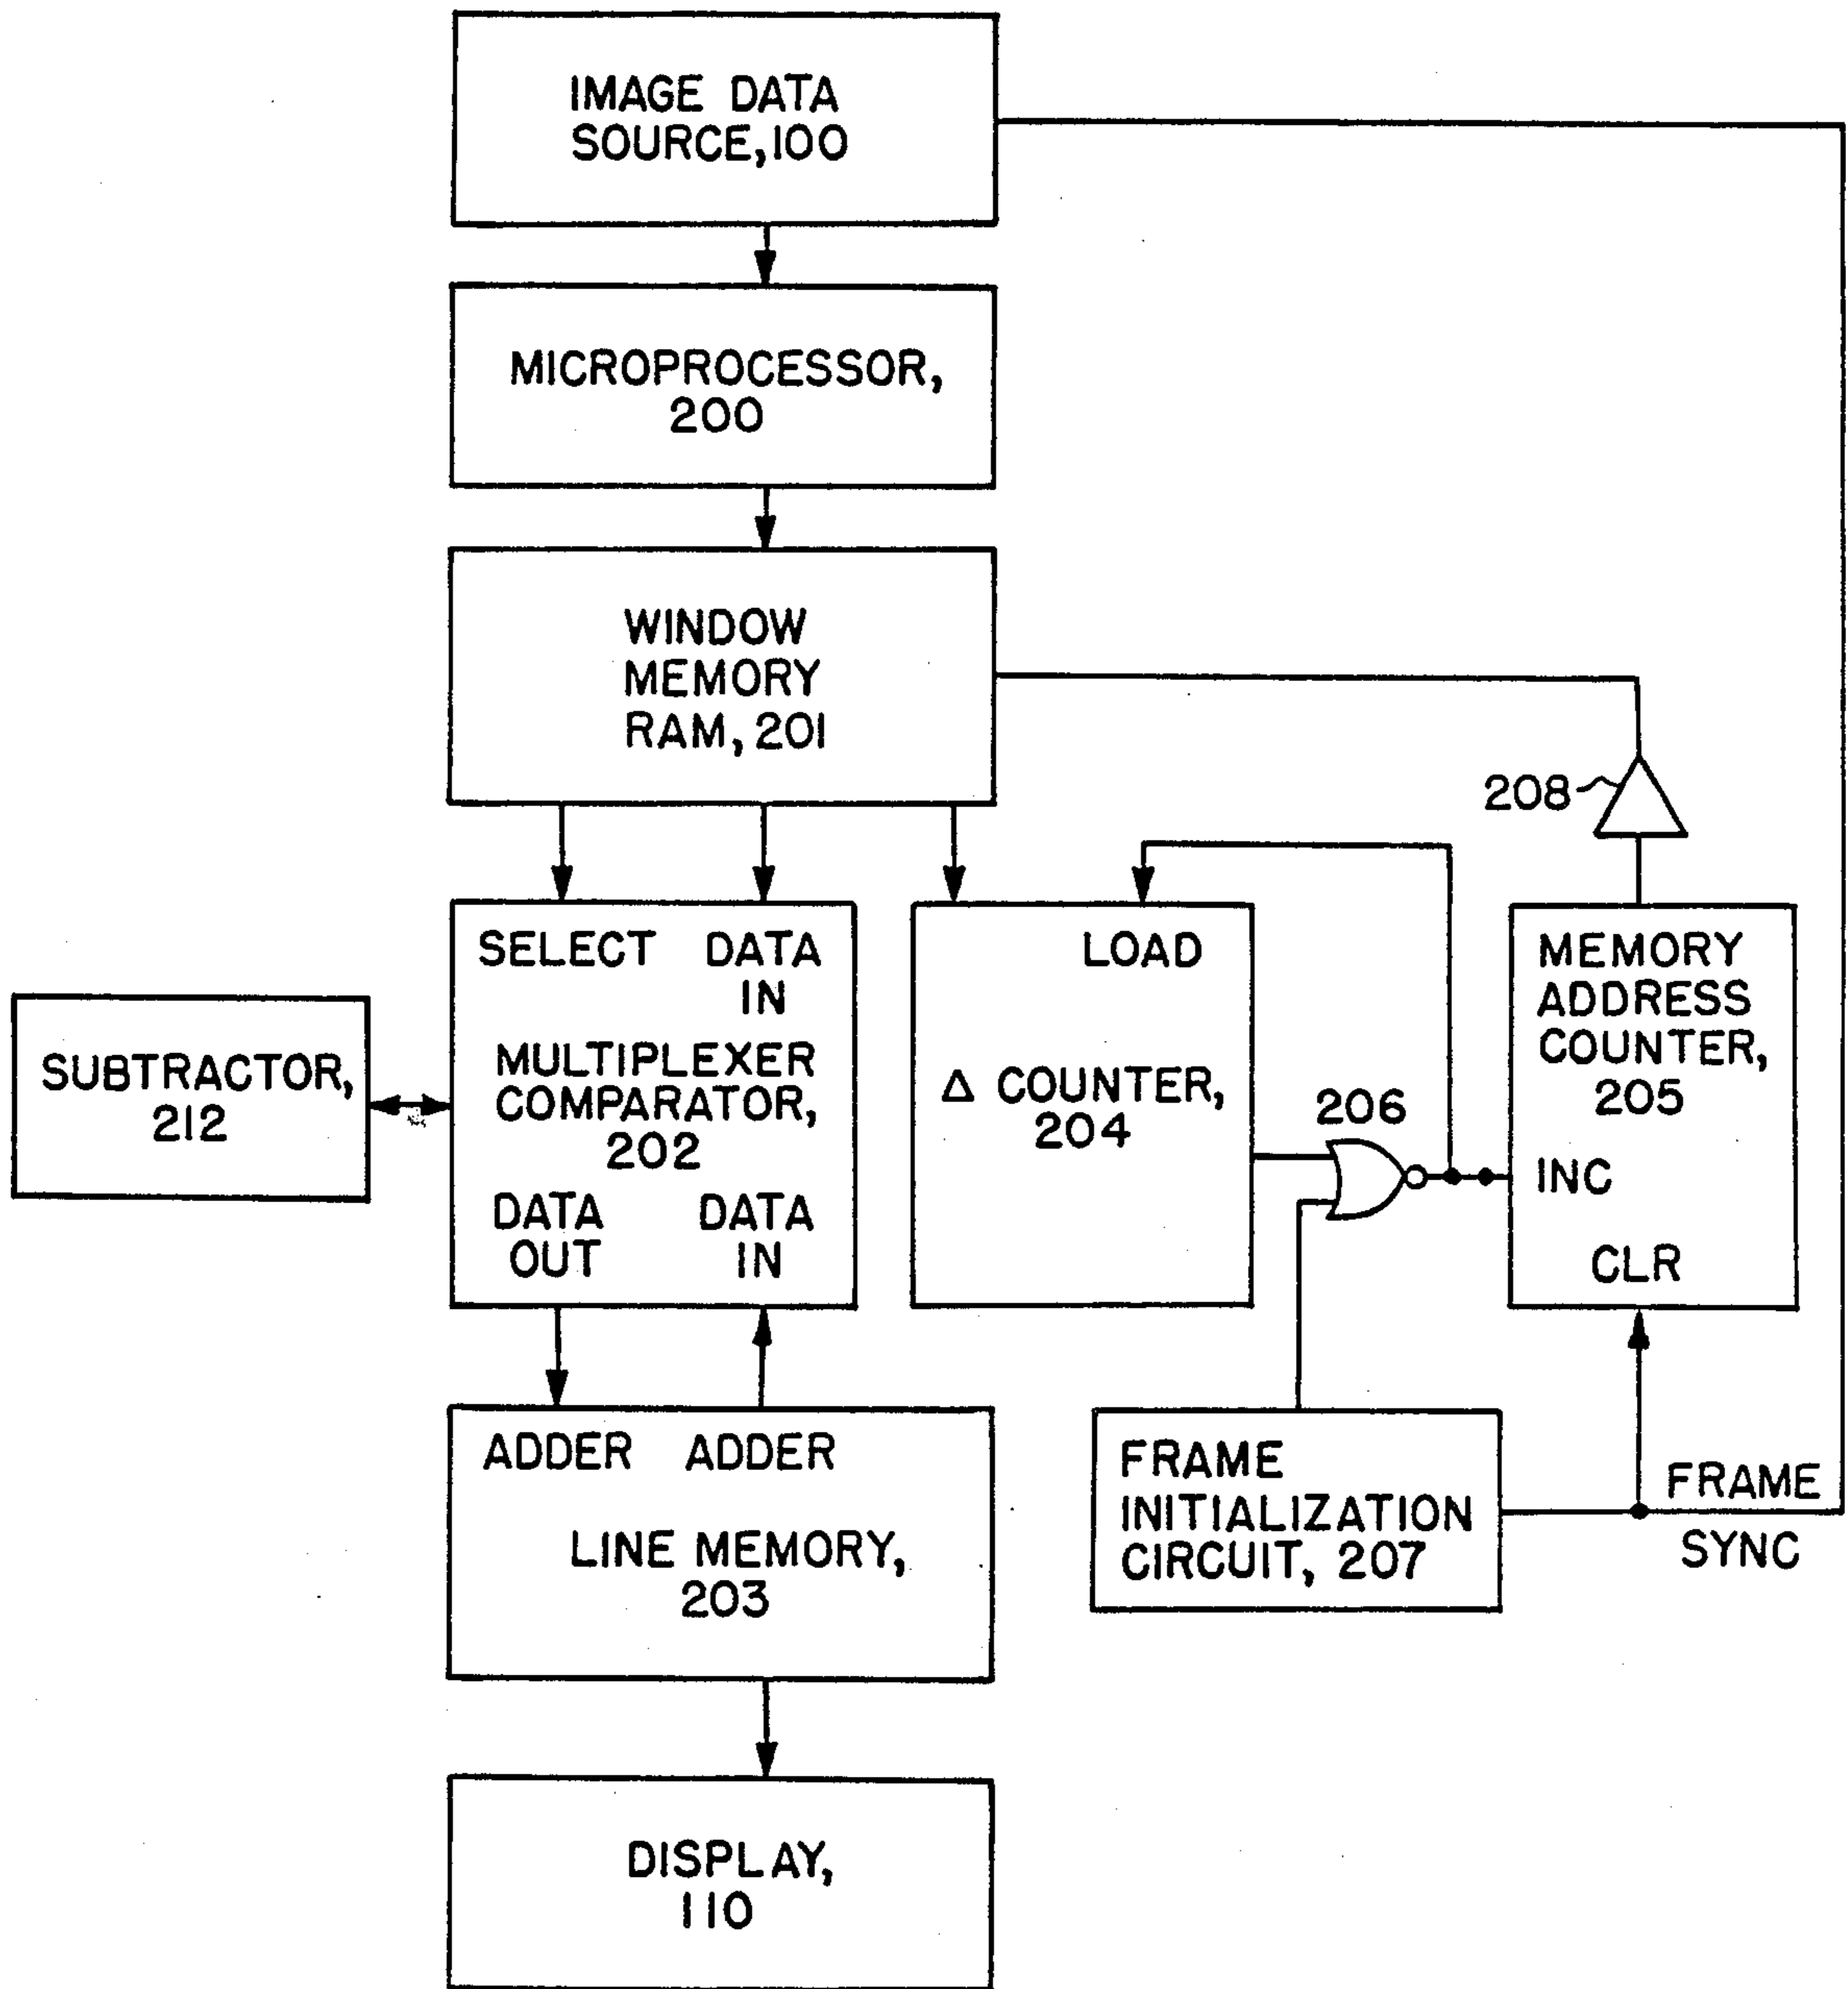 IMAGE DATA
SOURCE, 100
MICROPROCESSOR,
200
WINDOW
MEMORY
RAM, 201
208
SELECT DATA
IN
MULTIPLEXER
COMPARATOR,
202
DATA
OUT
DATA
IN
SUBTRACTOR,
212
LOAD
Δ COUNTER,
204
206
MEMORY
ADDRESS
COUNTER,
205
INC
CLR
ADDER ADDER
LINE MEMORY,
203
FRAME
INITIALIZATION
CIRCUIT, 207
FRAME
SYNC
DISPLAY,
110